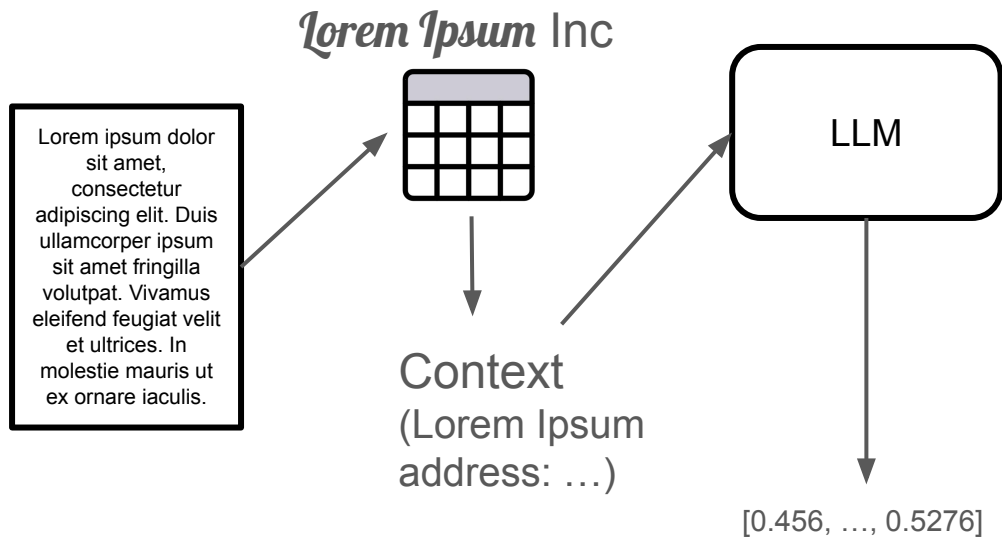 Lorem Ipsum Inc
Lorem ipsum dolor
sit amet,
consectetur
adipiscing elit. Duis
ullamcorper ipsum
sit amet fringilla
volutpat. Vivamus
eleifend feugiat velit
et ultrices. In
molestie mauris ut
ex ornare iaculis.
Context
(Lorem Ipsum
address: …)
LLM
[0.456, …, 0.5276]